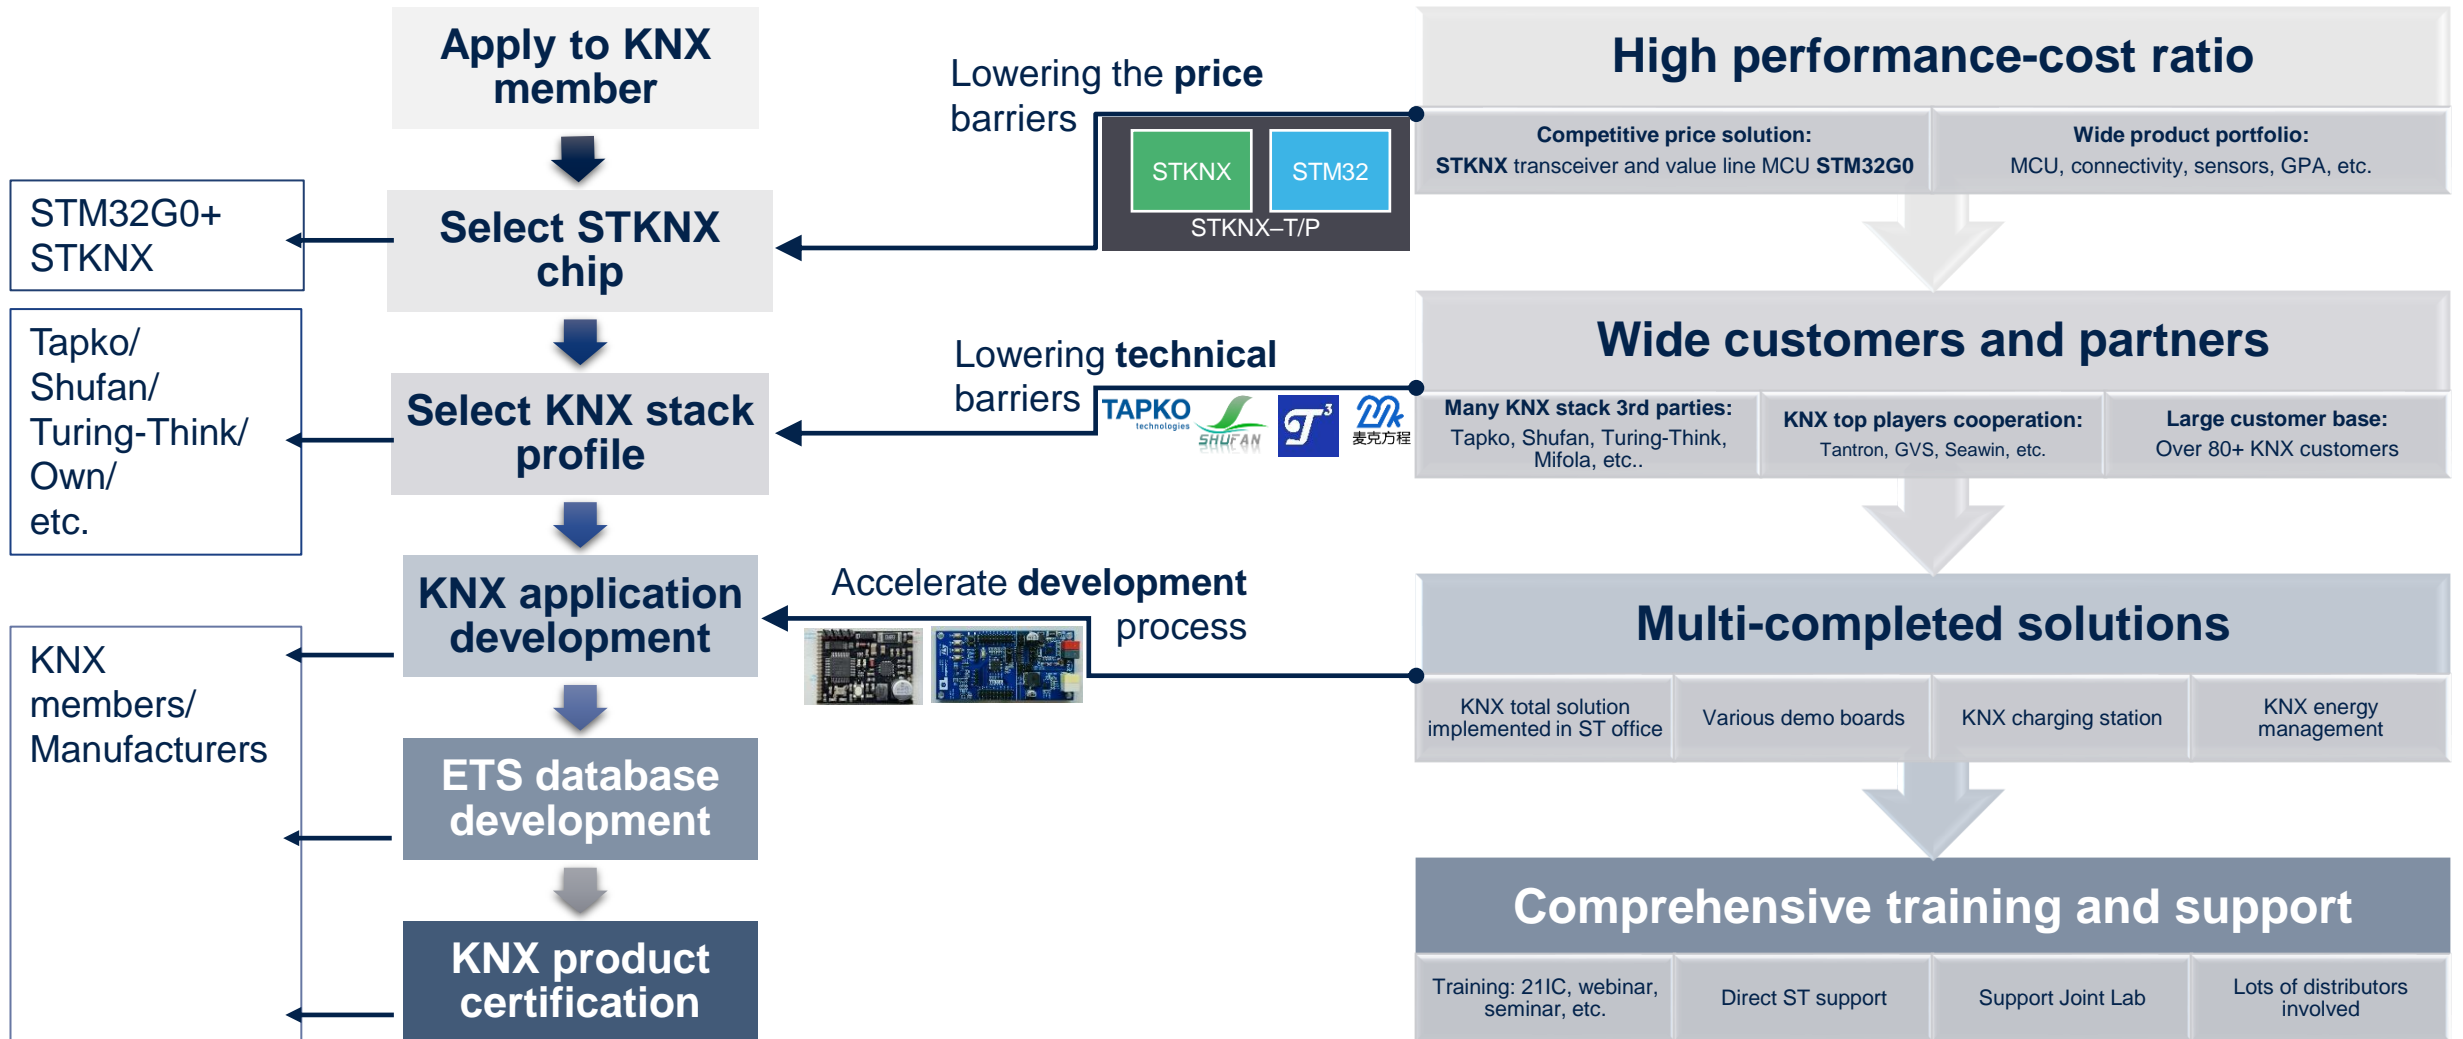 Apply to KNX
member
Select STKNX
chip
Select KNX stack
profile
KNX application
development
ETS database
development
KNX product
certification
STM32G0+
STKNX
Tapko/
Shufan/
Turing-Think/
Own/
etc.
KNX
members/
Manufacturers
Lowering the price
barriers
STKNX
STM32
STKNX–T/P
Lowering technical
barriers
TAPKO
technologies
SHUFAN
T3
麦克方程
Accelerate development
process
High performance-cost ratio
Competitive price solution:
STKNX transceiver and value line MCU STM32G0
Wide product portfolio:
MCU, connectivity, sensors, GPA, etc.
Wide customers and partners
Many KNX stack 3rd parties:
Tapko, Shufan, Turing-Think,
Mifola, etc..
KNX top players cooperation:
Tantron, GVS, Seawin, etc.
Large customer base:
Over 80+ KNX customers
Multi-completed solutions
KNX total solution
implemented in ST office
Various demo boards
KNX charging station
KNX energy
management
Comprehensive training and support
Training: 21IC, webinar,
seminar, etc.
Direct ST support
Support Joint Lab
Lots of distributors
involved